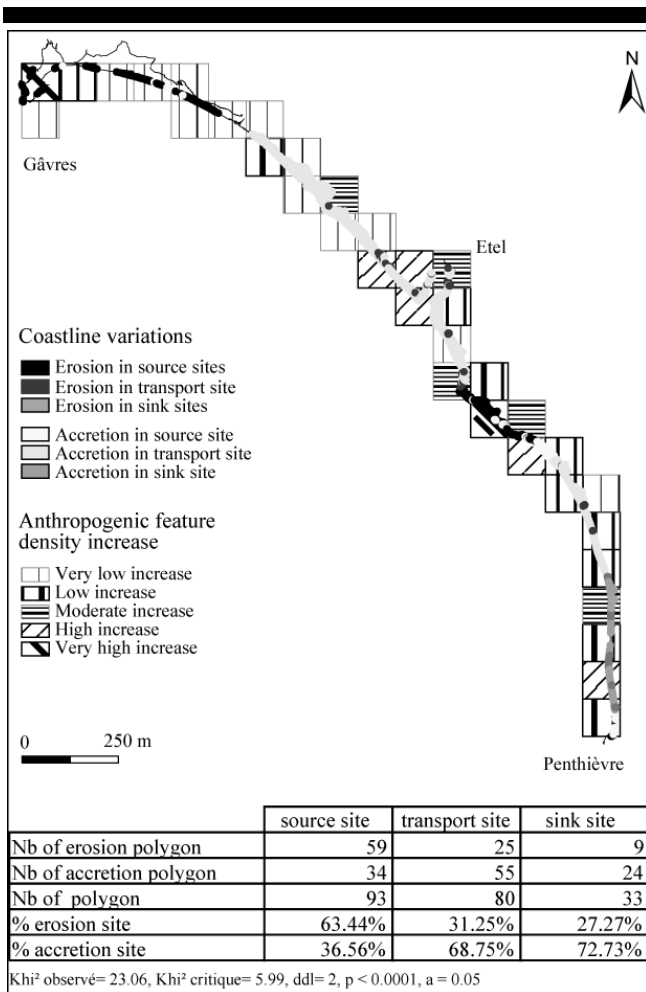 N
Gâvres
Etel
Coastline variations
Erosion in source sites
Erosion in transport site
Erosion in sink sites
Accretion in source site
Accretion in transport site
Accretion in sink site
Anthropogenic feature
density increase
Very low increase
Low increase
Moderate increase
High increase
Very high increase
0 250 m
Penthièvre
source site transport site sink site
Nb of erosion polygon 59 25 9
Nb of accretion polygon 34 55 24
Nb of polygon 93 80 33
% erosion site 63.44% 31.25% 27.27%
% accretion site 36.56% 68.75% 72.73%
Khi² observé= 23.06, Khi² critique= 5.99, ddl= 2, p < 0.0001, a = 0.05